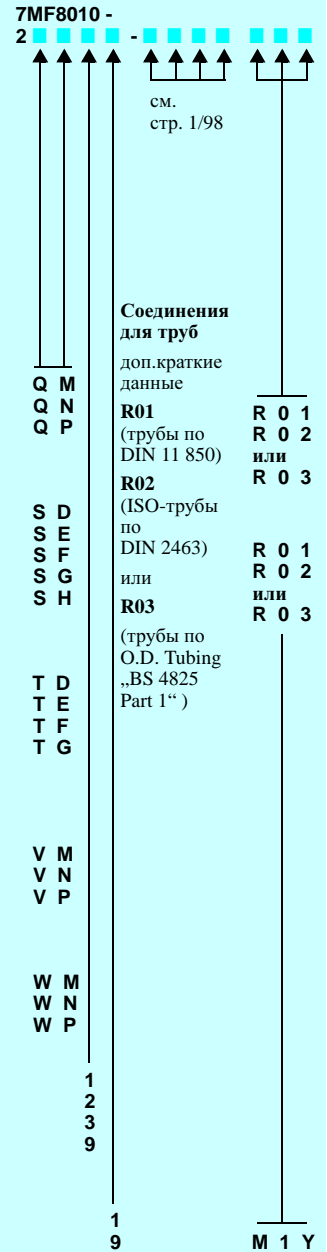 7MF8010 -
2 -
см.
стр. 1/98
Соединения
для труб
доп.краткие
данные
R01
(трубы по
DIN 11 850)
R02
(ISO-трубы
по
DIN 2463)
или
R03
(трубы по
O.D. Tubing
„BS 4825
Part 1“ )
Q M
Q N
Q P
S D
S E
S F
S G
S H
T D
T E
T F
T G
V M
V N
V P
W M
W N
W P
R 0 1
R 0 2
или
R 0 3
R 0 1
R 0 2
или
R 0 3
1
2
3
9
1
9
M 1 Y